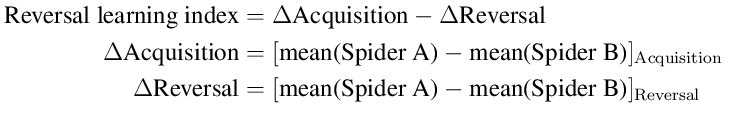 Reversal learning index = ΔAcquisition − ΔReversal
ΔAcquisition = [mean(Spider A) − mean(Spider B)]Acquisition
ΔReversal = [mean(Spider A) − mean(Spider B)]Reversal